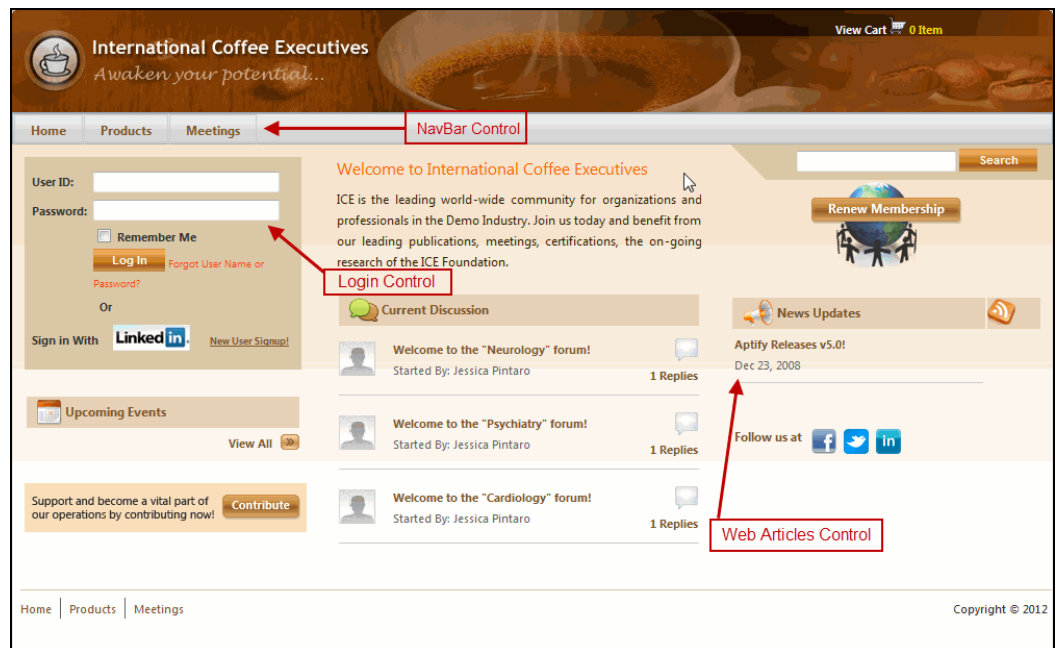 View Cart 0 Item
International Coffee Executives
Awaken your potential...
Home Products Meetings
NavBar Control
User ID:
Password:
Remember Me
Log In Forgot User Name or
Password?
Or
Sign in With Linked in. New User Signup!
Login Control
Upcoming Events
View All
Support and become a vital part of
our operations by contributing now!
Contribute
Welcome to International Coffee Executives
ICE is the leading world-wide community for organizations and
professionals in the Demo Industry. Join us today and benefit from
our leading publications, meetings, certifications, the on-going
research of the ICE Foundation.
Current Discussion
Welcome to the "Neurology" forum!
Started By: Jessica Pintaro
1 Replies
Welcome to the "Psychiatry" forum!
Started By: Jessica Pintaro
1 Replies
Welcome to the "Cardiology" forum!
Started By: Jessica Pintaro
1 Replies
Search
Renew Membership
News Updates
Aptify Releases v5.0!
Dec 23, 2008
Follow us at f in
Web Articles Control
Home Products Meetings
Copyright © 2012